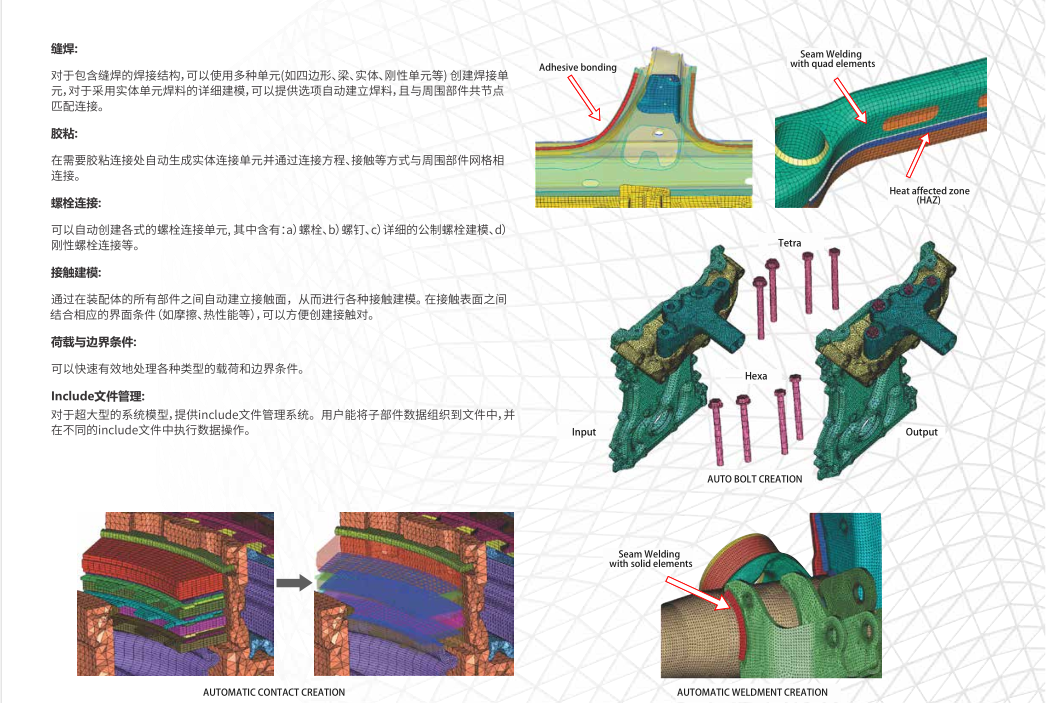 缝焊:
对于包含缝焊的焊接结构,可以使用多种单元(如四边形、梁、实体、刚性单元等) 创建焊接单
元,对于采用实体单元焊料的详细建模,可以提供选项自动建立焊料,且与周围部件共节点
匹配连接。
胶粘:
在需要胶粘连接处自动生成实体连接单元并通过连接方程、接触等方式与周围部件网格相
连接。
螺栓连接:
可以自动创建各式的螺栓连接单元, 其中含有:a) 螺栓、b) 螺钉、c) 详细的公制螺栓建模、d)
刚性螺栓连接等。
接触建模:
通过在装配体的所有部件之间自动建立接触面，从而进行各种接触建模。在接触表面之间
结合相应的界面条件 (如摩擦、热性能等) ,可以方便创建接触对。
荷载与边界条件:
可以快速有效地处理各种类型的载荷和边界条件。
Include文件管理:
对于超大型的系统模型,提供include文件管理系统。用户能将子部件数据组织到文件中,并
在不同的include文件中执行数据操作。
Adhesive bonding
Seam Welding
with quad elements
Heat affected zone
(HAZ)
Tetra
Hexa
Input
Output
AUTO BOLT CREATION
AUTOMATIC CONTACT CREATION
Seam Welding
with solid elements
AUTOMATIC WELDMENT CREATION